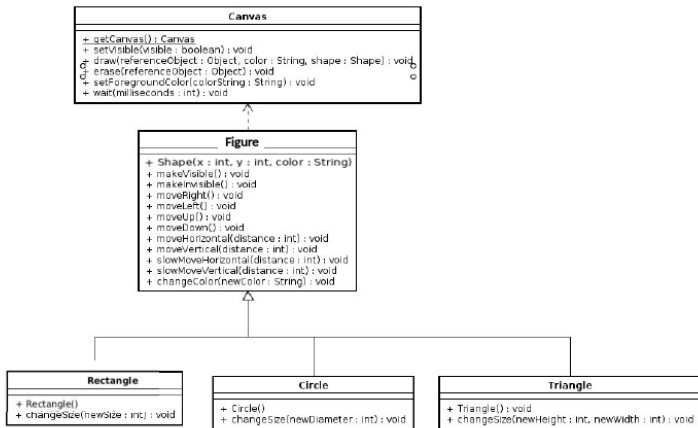 Canvas
+ getCanvas() : Canvas
+ setVisible(visible : boolean) : void
+ draw(referenceObject : Object, color : String, shape : Shape) : void
+ erase(referenceObject : Object) : void
+ setForegroundColor(colorString : String) : void
+ wait(milliseconds : int) : void
Figure
+ Shape(x : int, y : int, color : String)
+ makeVisible() : void
+ makeInvisible() : void
+ moveRight() : void
+ moveLeft() : void
+ moveUp() : void
+ moveDown() : void
+ moveHorizontal(distance : int) : void
+ moveVertical(distance : int) : void
+ slowMoveHorizontal(distance : int) : void
+ slowMoveVertical(distance : int) : void
+ changeColor(newColor : String) : void
Rectangle
+ Rectangle()
+ changeSize(newSize : int) : void
Circle
+ Circle()
+ changeSize(newDiameter : int) : void
Triangle
+ Triangle() : void
+ changeSize(newHeight : int, newWidth : int) : void